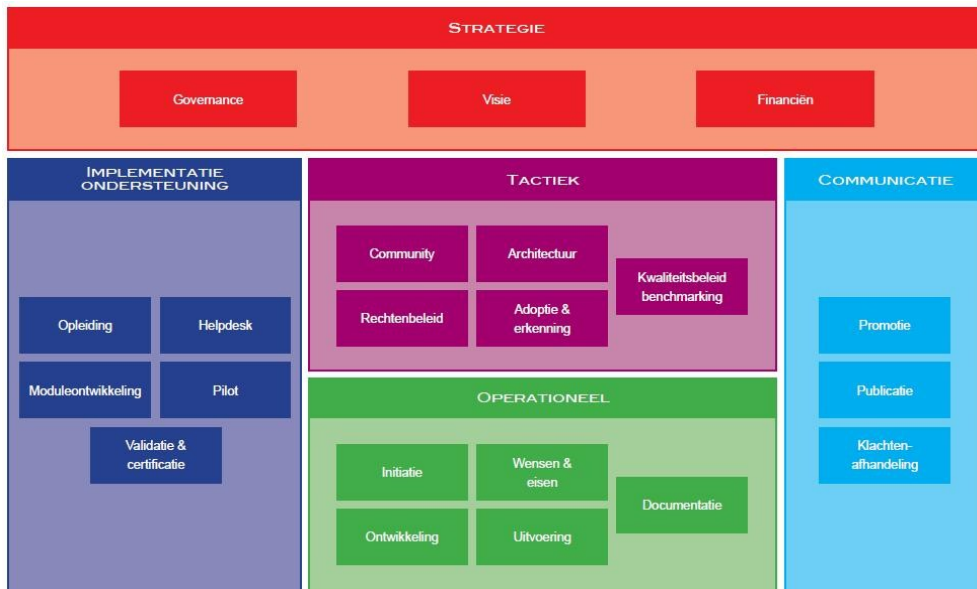 STRATEGIE
Governance
Visie
Financiën
IMPLEMENTATIE
ONDERSTEUNING
Opleiding
Helpdesk
Moduleontwikkeling
Pilot
Validatie &
certificatie
TACTIEK
Community
Architectuur
Kwaliteitsbeleid
benchmarking
Rechtenbeleid
Adoptie &
erkenning
OPERATIONEEL
Initiatie
Wensen &
eisen
Documentatie
Ontwikkeling
Uitvoering
COMMUNICATIE
Promotie
Publicatie
Klachten-
afhandeling